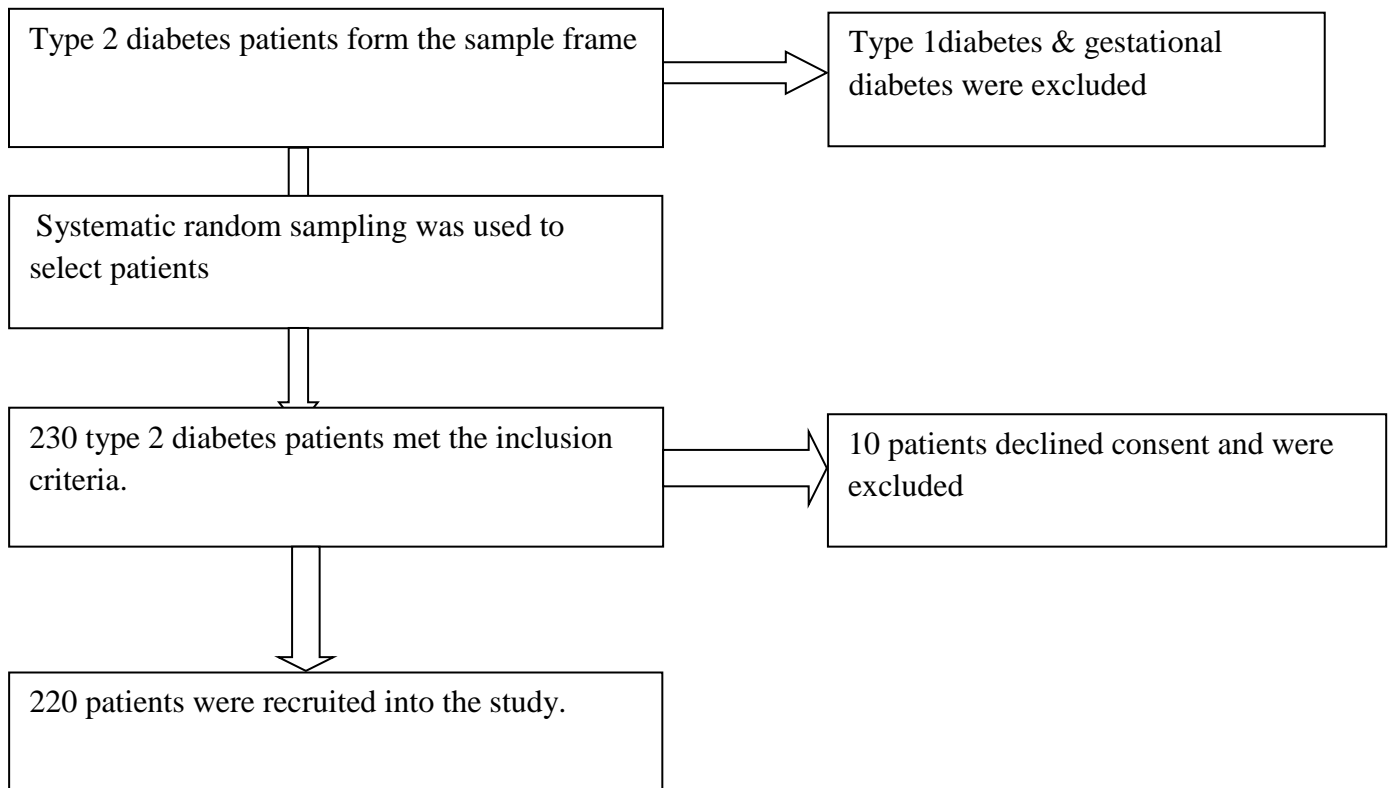 Type 2 diabetes patients form the sample frame
Type 1diabetes & gestational
diabetes were excluded
Systematic random sampling was used to
select patients
230 type 2 diabetes patients met the inclusion
criteria.
10 patients declined consent and were
excluded
220 patients were recruited into the study.